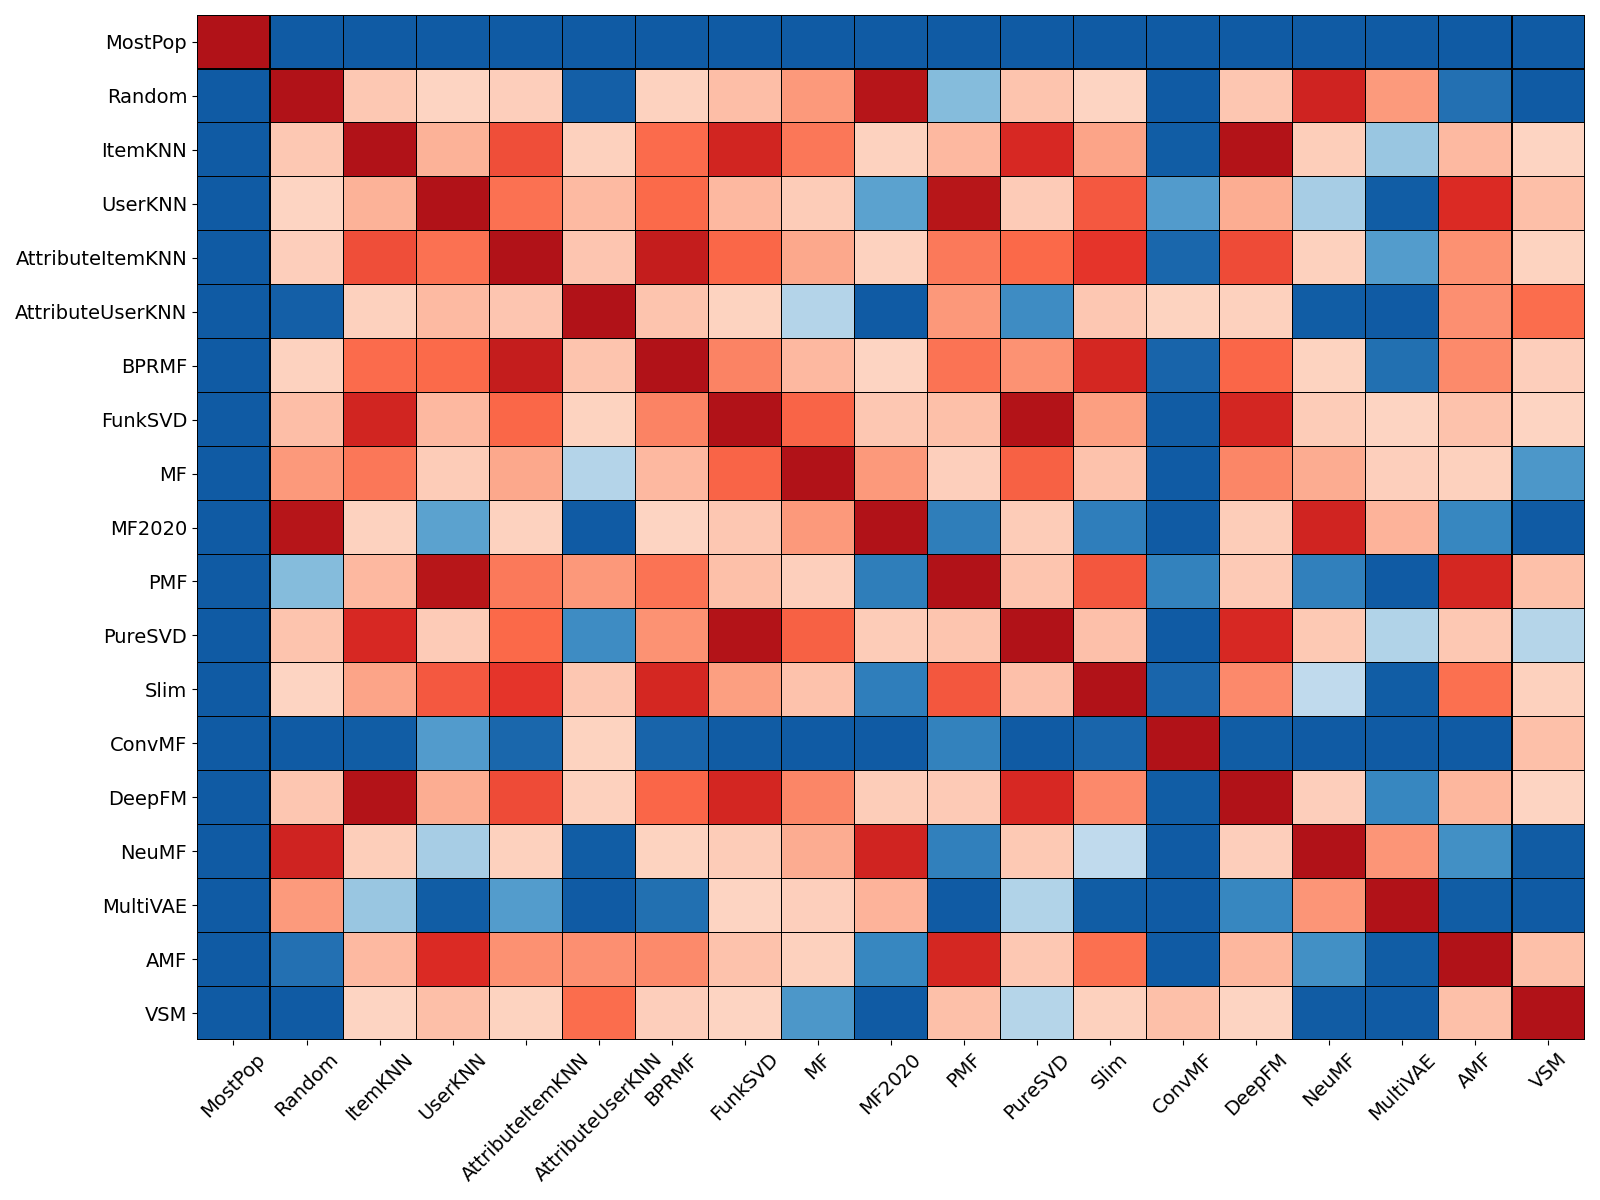 MostPop
Random
ItemKNN
UserKNN
AttributeItemKNN
AttributeUserKNN
BPRMF
FunkSVD
MF
MF2020
PMF
PureSVD
Slim
ConvMF
DeepFM
NeuMF
MultiVAE
AMF
VSM
MostPop
Random
ItemKNN
UserKNN
AttributeItemKNN
AttributeUserKNN
BPRMF
FunkSVD
MF
MF2020
PMF
PureSVD
Slim
ConvMF
DeepFM
NeuMF
MultiVAE
AMF
VSM